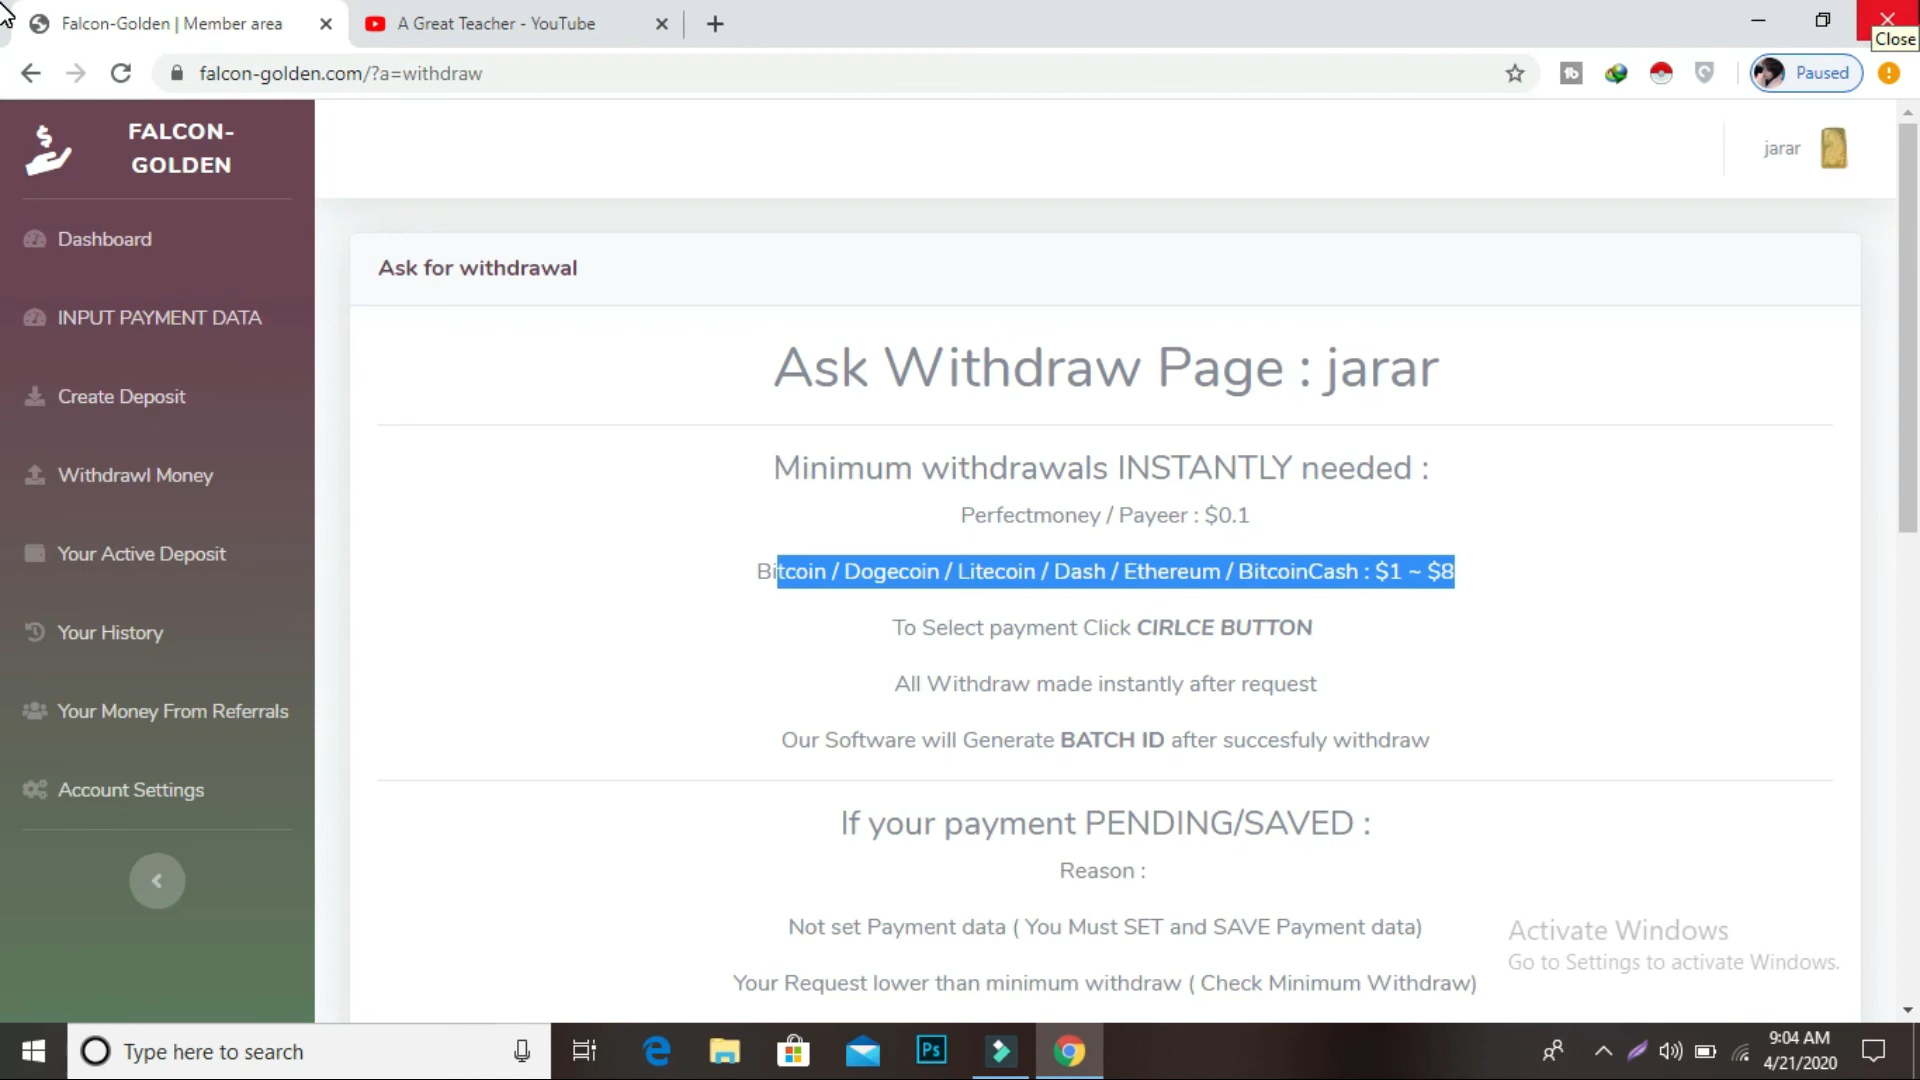 Falcon-Golden | Member area
A Great Teacher - YouTube
Close
falcon-golden.com/?a=withdraw
Paused
FALCON-
GOLDEN
jarar
Dashboard
INPUT PAYMENT DATA
Create Deposit
Withdrawl Money
Your Active Deposit
Your History
Your Money From Referrals
Account Settings
Ask for withdrawal
Ask Withdraw Page : jarar
Minimum withdrawals INSTANTLY needed :
Perfectmoney / Payeer : $0.1
Bitcoin / Dogecoin / Litecoin / Dash / Ethereum / BitcoinCash : $1 ~ $8
To Select payment Click CIRLCE BUTTON
All Withdraw made instantly after request
Our Software will Generate BATCH ID after succesfuly withdraw
If your payment PENDING/SAVED :
Reason :
Not set Payment data ( You Must SET and SAVE Payment data)
Your Request lower than minimum withdraw ( Check Minimum Withdraw)
Activate Windows
Go to Settings to activate Windows.
Type here to search
Ps
9:04 AM
4/21/2020